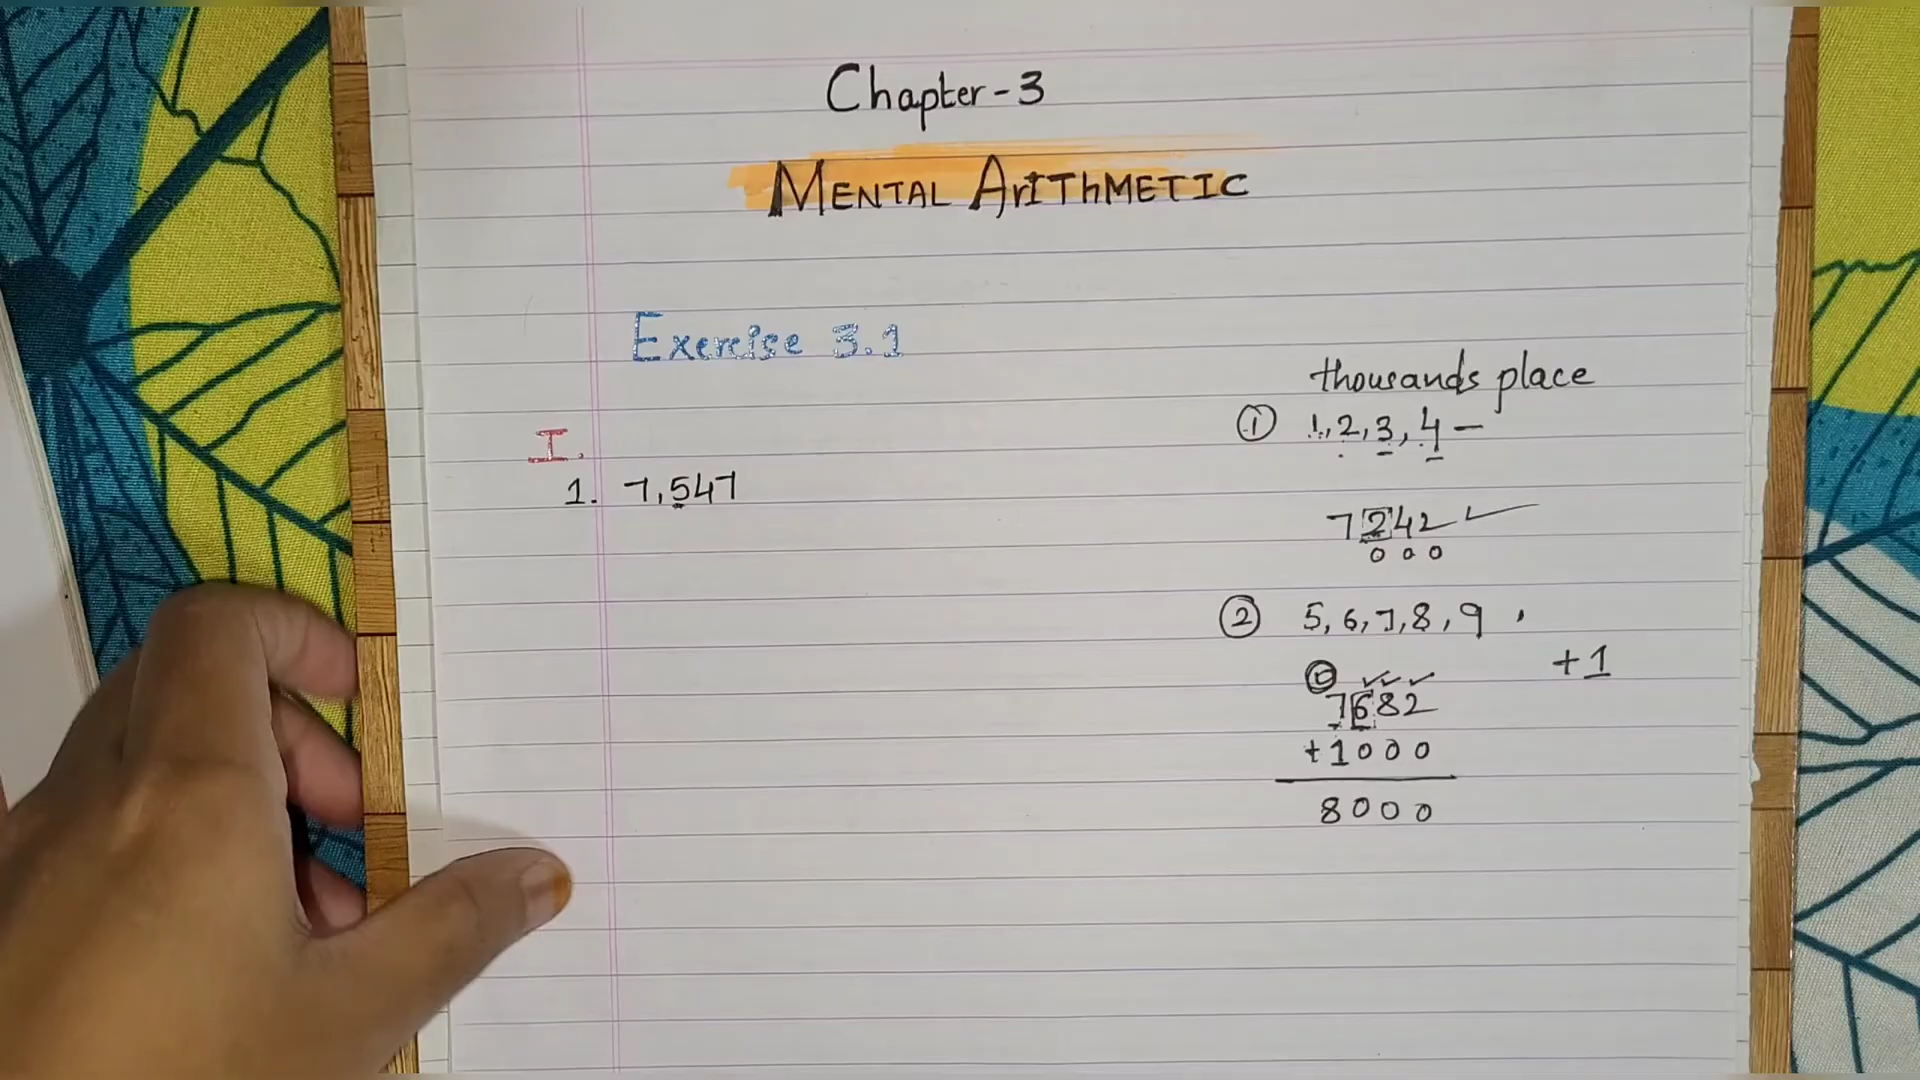 Chapter-3
MENTAL ArIThMETIC
Exercise 3.1
I.
1. 7,547
thousands place
① 1,2,3,4 –
7242 ✓
000
② 5,6,7,8,9 ,
+1
7682
+1000
8000